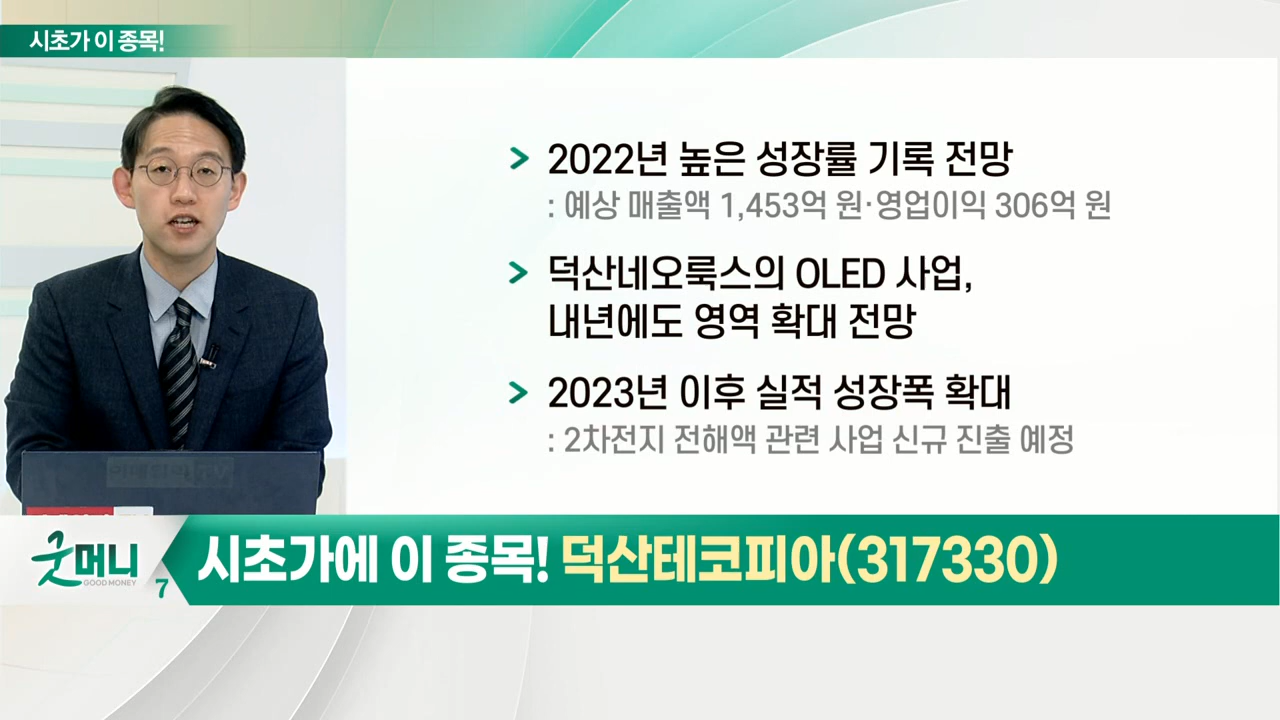 시초가 이 종목!
> 2022년 높은 성장률 기록 전망
: 예상 매출액 1,453억 원·영업이익 306억 원
> 덕산네오룩스의 OLED 사업,
내년에도 영역 확대 전망
> 2023년 이후 실적 성장폭 확대
: 2차전지 전해액 관련 사업 신규 진출 예정
굿머니
GOOD MONEY
7
시초가에 이 종목! 덕산테코피아(317330)